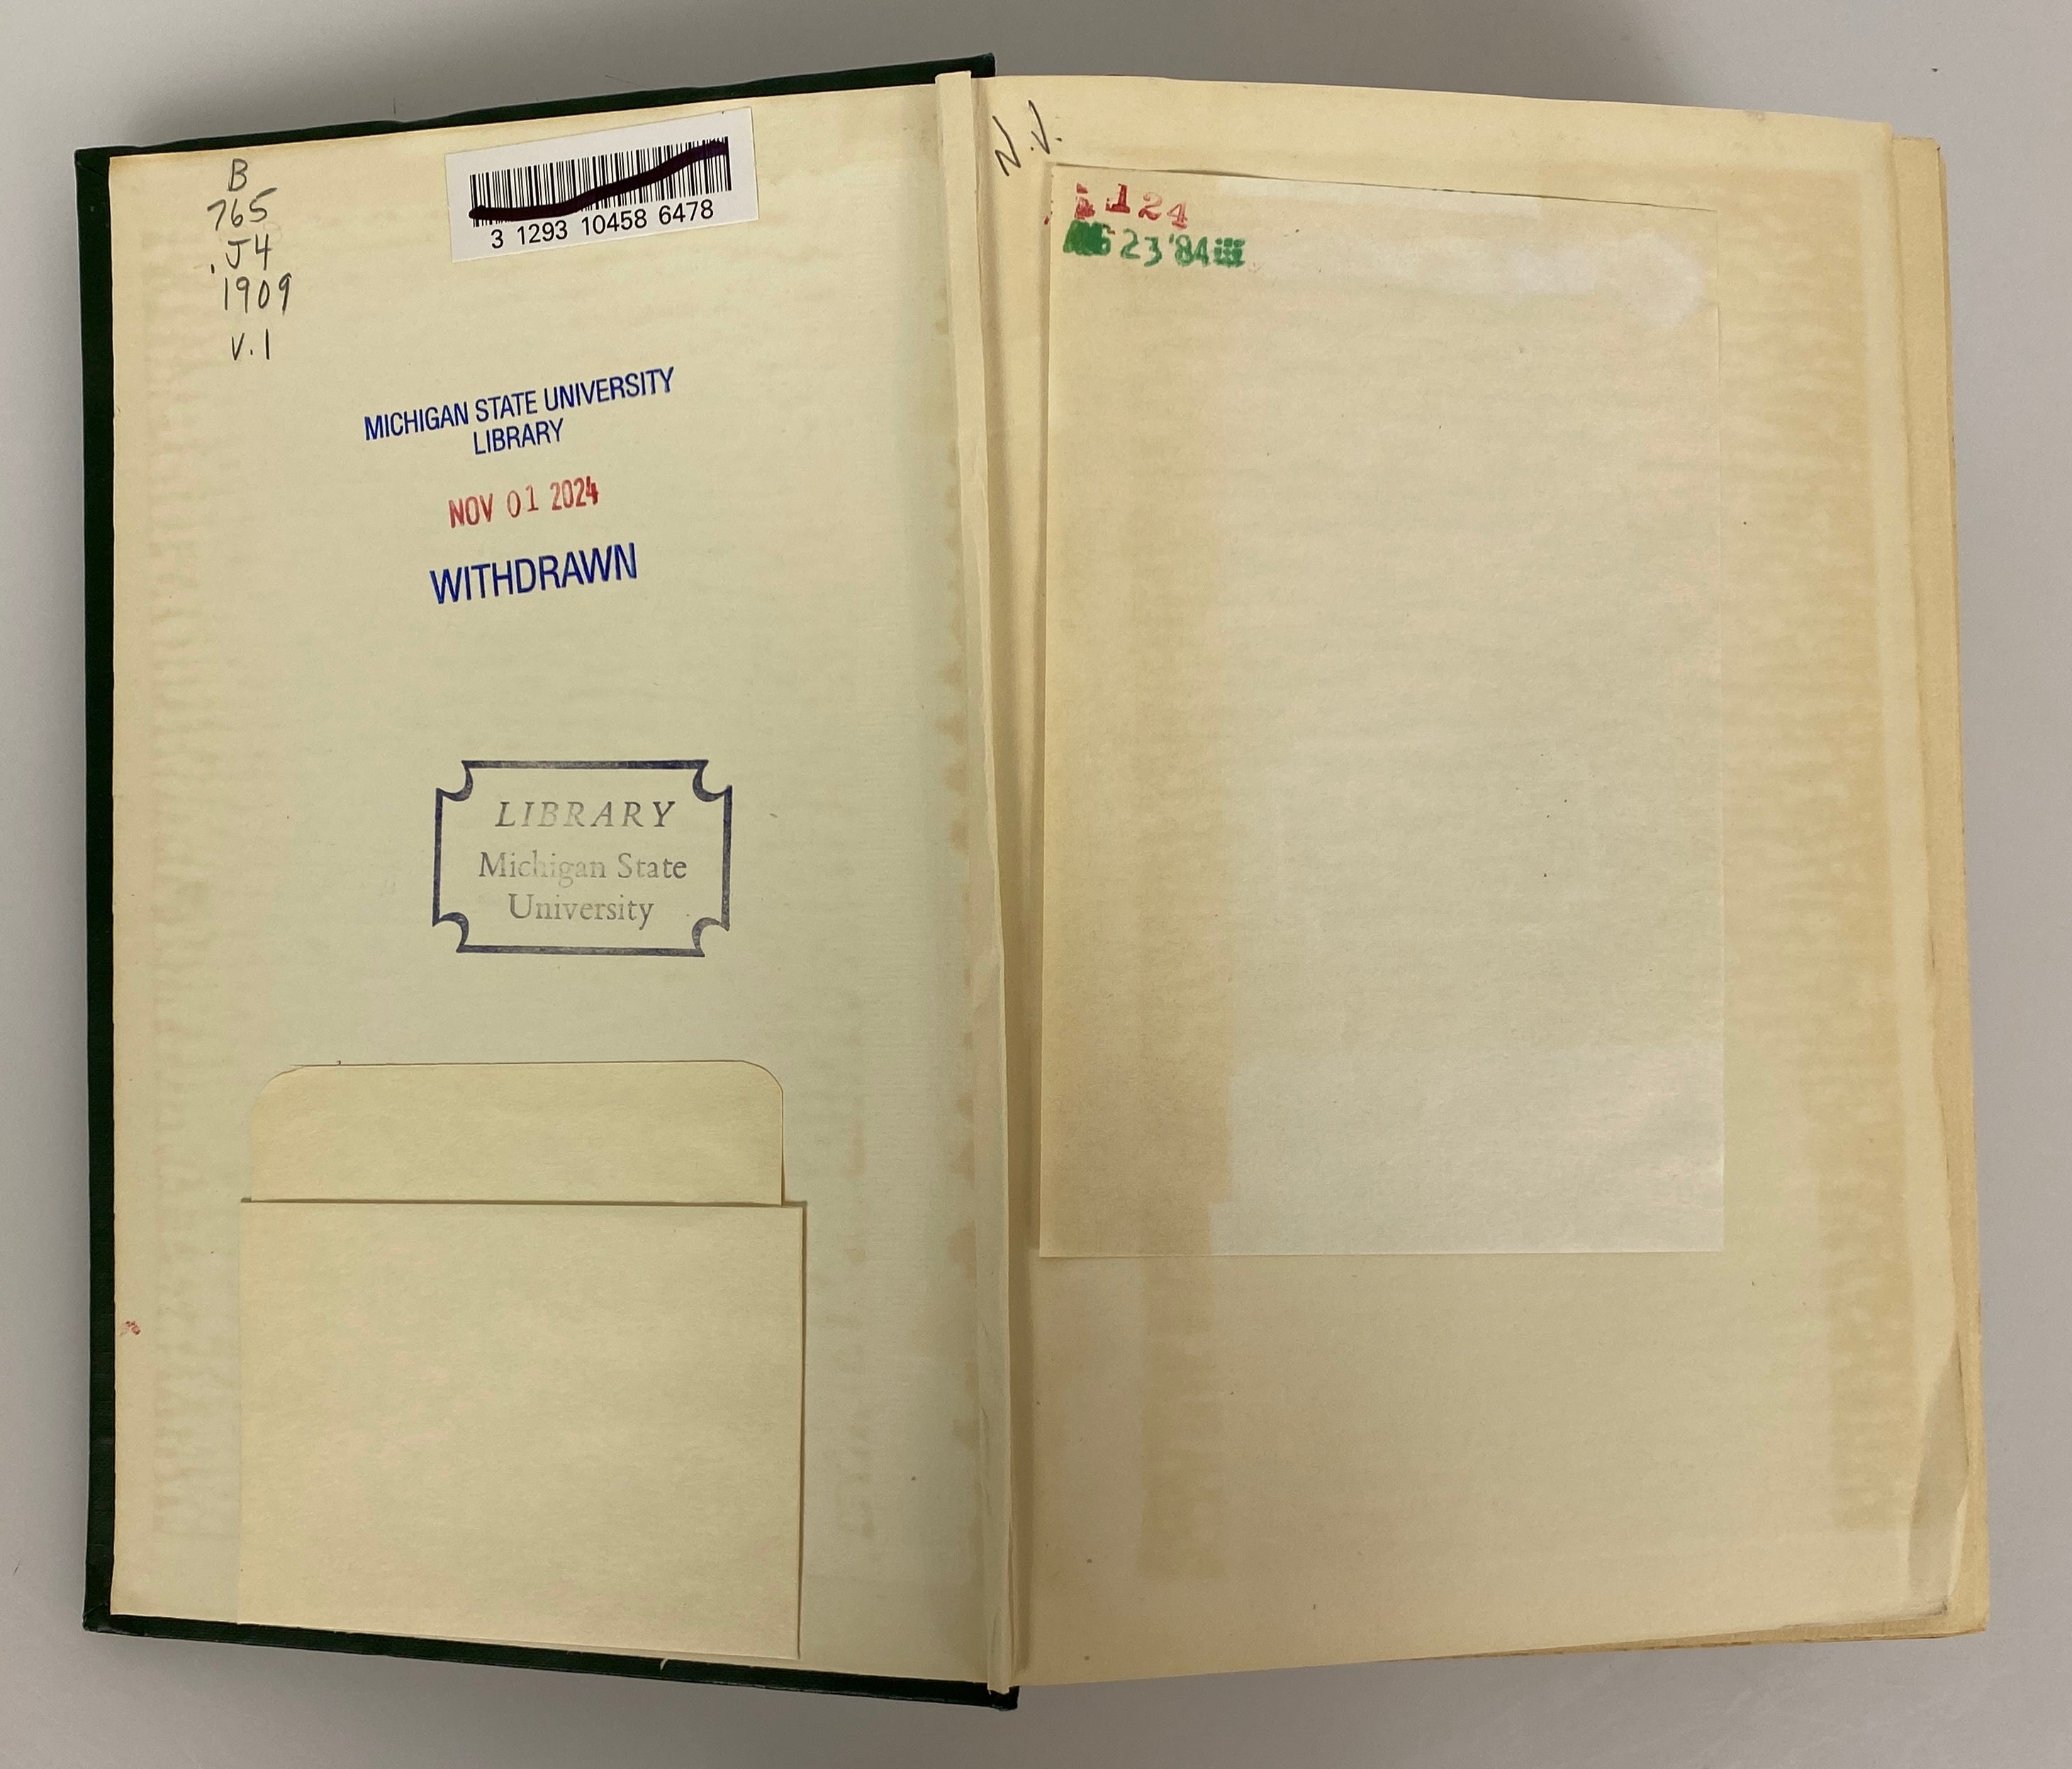 B
765
.J4
1909
V.1
3 1293 10458 6478
MICHIGAN STATE UNIVERSITY
LIBRARY
NOV 01 2024
WITHDRAWN
LIBRARY
Michigan State
University
N.V.
124
23 '84